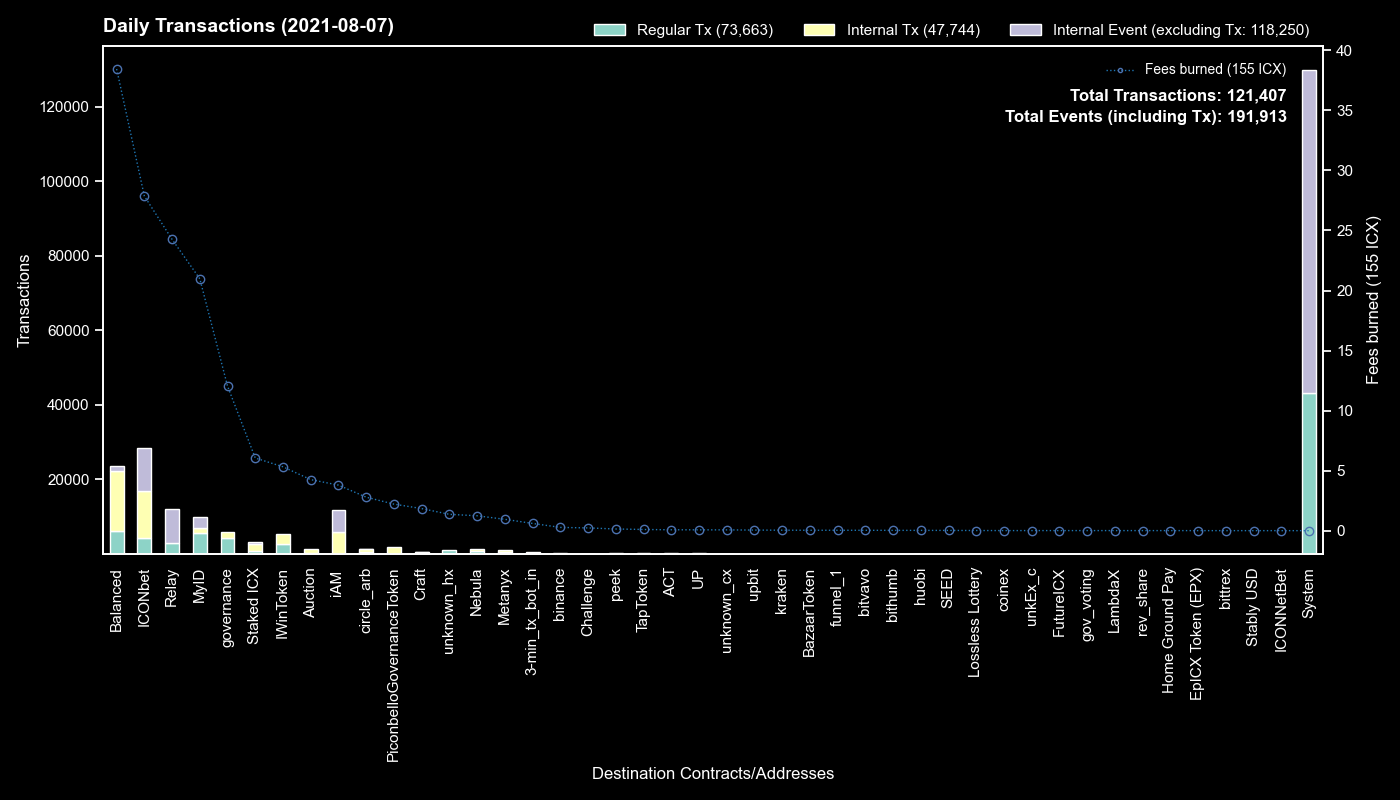 Daily Transactions (2021-08-07)
Regular Tx (73,663)
Internal Tx (47,744)
Internal Event (excluding Tx: 118,250)
Fees burned (155 ICX)
Total Transactions: 121,407
Total Events (including Tx): 191,913
Transactions
120000
100000
80000
60000
40000
20000
40
35
30
25
20
15
10
5
0
Fees burned (155 ICX)
Balanced
ICONbet
Relay
MyID
governance
Staked ICX
IWinToken
Auction
iAM
circle_arb
PiconbelloGovernanceToken
Craft
unknown_hx
Nebula
Metanyx
3-min_tx_bot_in
binance
Challenge
peek
TapToken
ACT
UP
unknown_cx
upbit
kraken
BazaarToken
funnel_1
bitvavo
bithumb
huobi
SEED
Lossless Lottery
coinex
unkEx_c
FutureICX
gov_voting
LambdaX
rev_share
Home Ground Pay
EpICX Token (EPX)
bittrex
Stably USD
ICONNetBet
System
Destination Contracts/Addresses